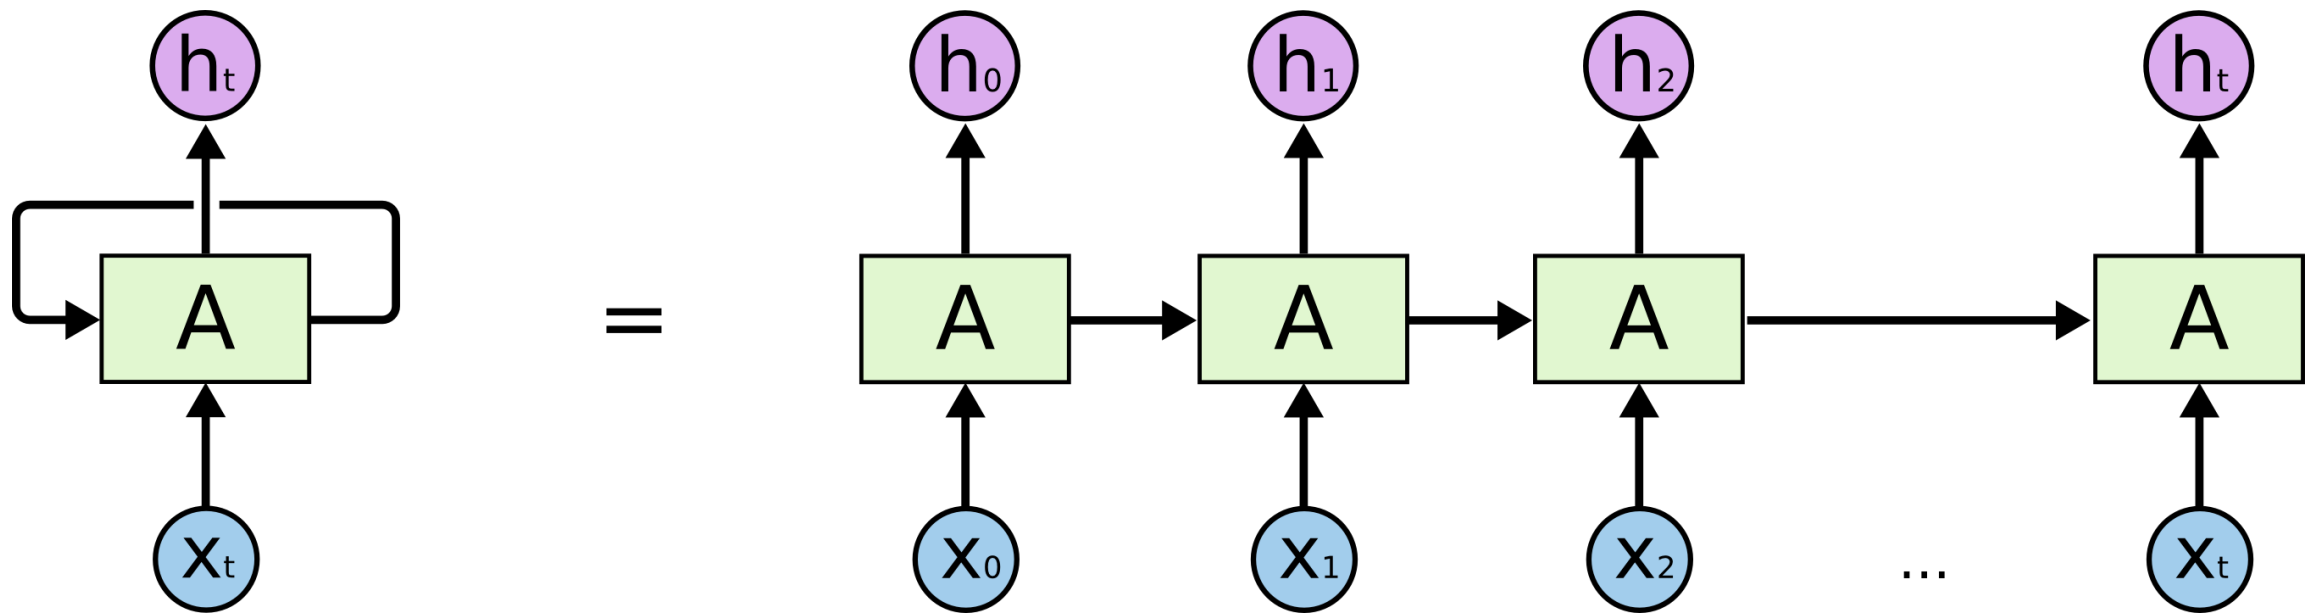 hₜ h₀ h₁ h₂ hₜ
A = A A A A
xₜ x₀ x₁ x₂ ... xₜ